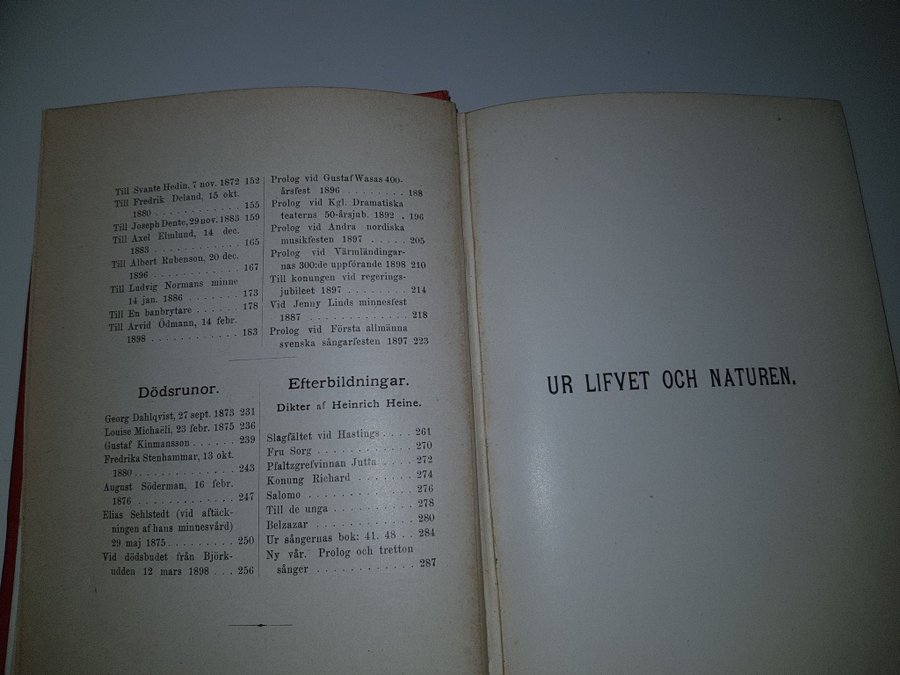 Till Svante Hedin, 7 nov. 1872 152
Till Fredrik Deland, 15 okt.
1880 . . . . . . . . . . . . 155
Till Joseph Dente, 29 nov. 1883 159
Till Axel Elmlund, 14 dec.
1883 . . . . . . . . . . . . 165
Till Albert Rubenson, 20 dec.
1896 . . . . . . . . . . . . 167
Till Ludvig Normans minne
14 jan. 1886 . . . . . . . . 173
Till En banbrytare . . . . . . 178
Till Arvid Ödmann, 14 febr.
1898 . . . . . . . . . . . . 183
Prolog vid Gustaf Wasas 400-
årsfest 1896 . . . . . . . . 188
Prolog vid Kgl. Dramatiska
teaterns 50-årsjub. 1892 . 196
Prolog vid Andra nordiska
musikfesten 1897 . . . . . 205
Prolog vid Värmländingar-
nas 300:de uppförande 1898 210
Till konungen vid regerings-
jubileet 1897 . . . . . . . . 214
Vid Jenny Linds minnesfest
1887 . . . . . . . . . . . . 218
Prolog vid Första allmänna
svenska sångarfesten 1897 223
Dödsrunor.
Georg Dahlqvist, 27 sept. 1873 231
Louise Michaëli, 23 febr. 1875 236
Gustaf Kinmansson . . . . . . 239
Fredrika Stenhammar, 13 okt.
1880 . . . . . . . . . . . . 243
August Söderman, 16 febr.
1876 . . . . . . . . . . . . 247
Elias Sehlstedt (vid aftäck-
ningen af hans minnesvård)
29 maj 1875 . . . . . . . . 250
Vid dödsbudet från Björk-
udden 12 mars 1898 . . . 256
Efterbildningar.
Dikter af Heinrich Heine.
Slagfältet vid Hastings . . . . 261
Fru Sorg . . . . . . . . . . . 270
Pfaltzgrefvinnan Jutta . . . . 272
Konung Richard . . . . . . . 274
Salomo . . . . . . . . . . . . 276
Till de unga . . . . . . . . . 278
Belzazar . . . . . . . . . . . 280
Ur sångernas bok: 41. 48 . . 284
Ny vår. Prolog och tretton
sånger . . . . . . . . . . . 287
UR LIFVET OCH NATUREN.